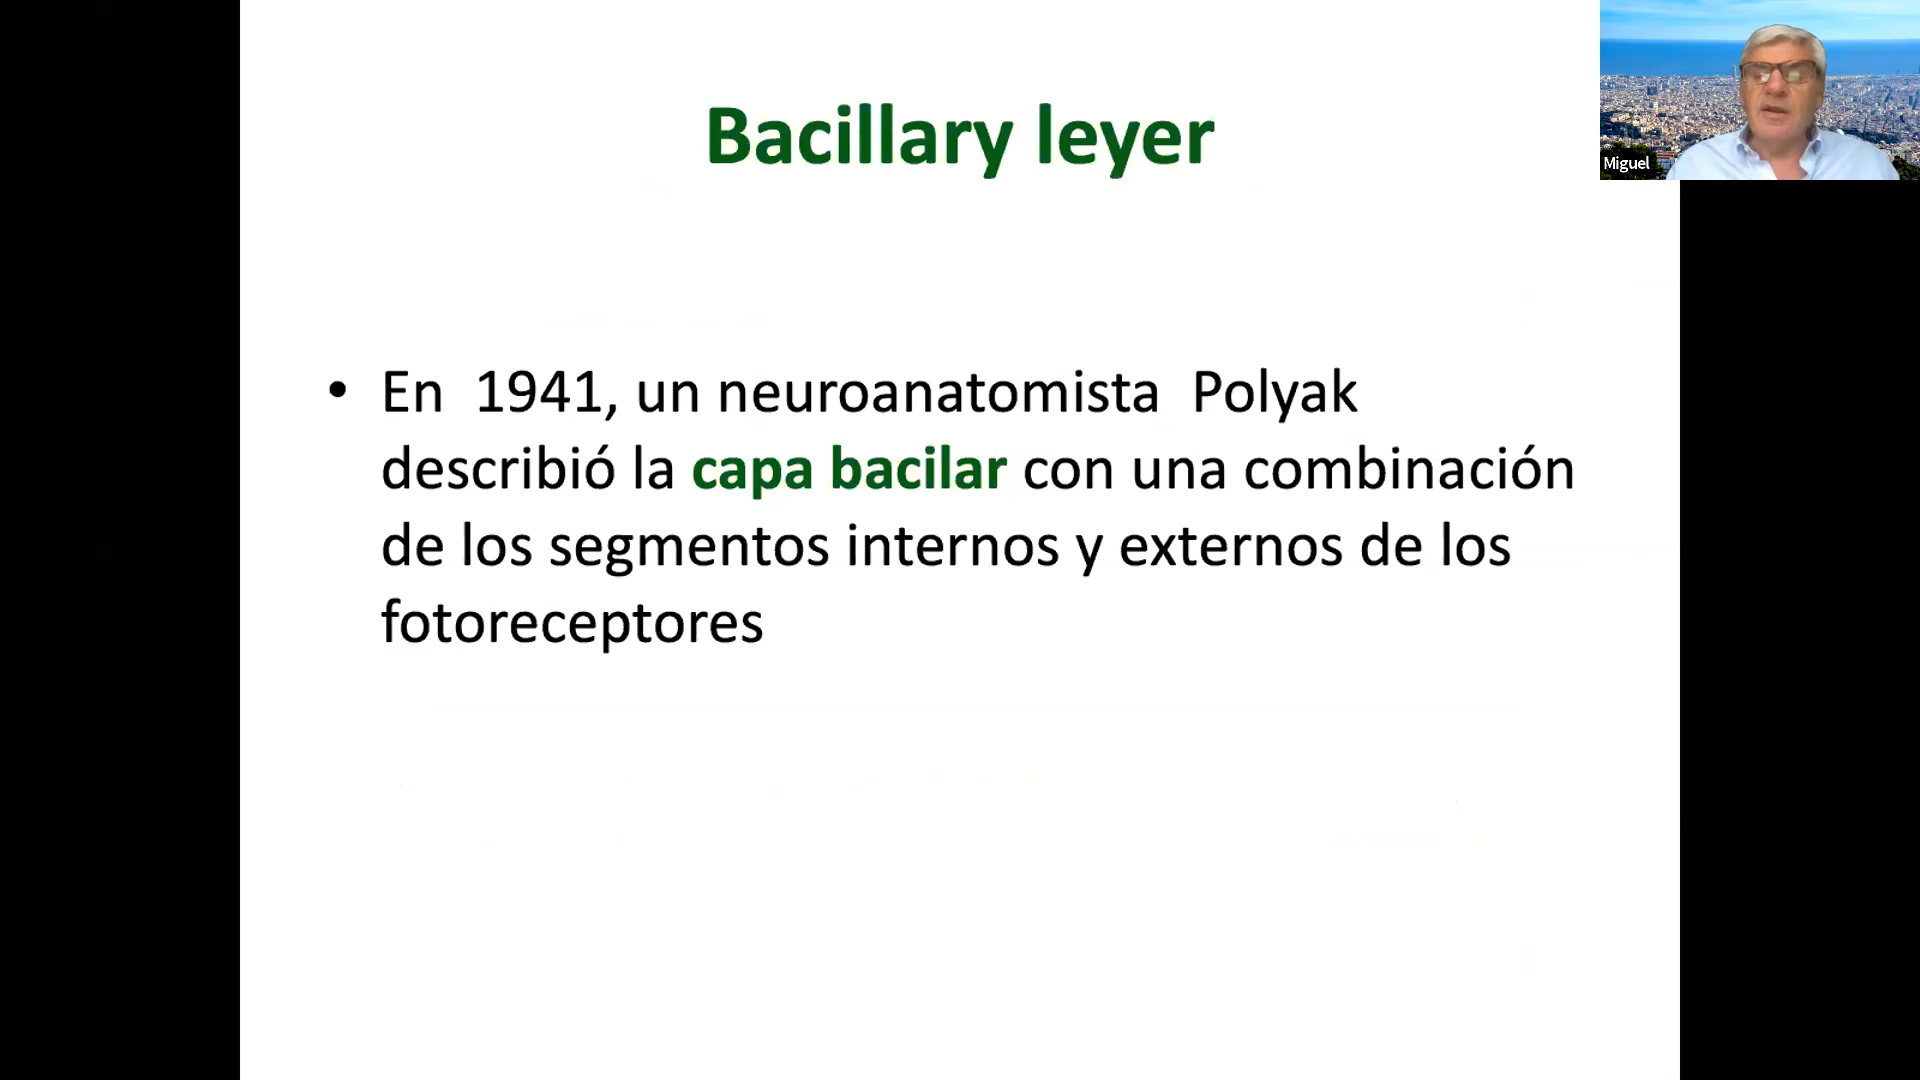 Bacillary leyer
Miguel
• En 1941, un neuroanatomista Polyak
describió la capa bacilar con una combinación
de los segmentos internos y externos de los
fotoreceptores